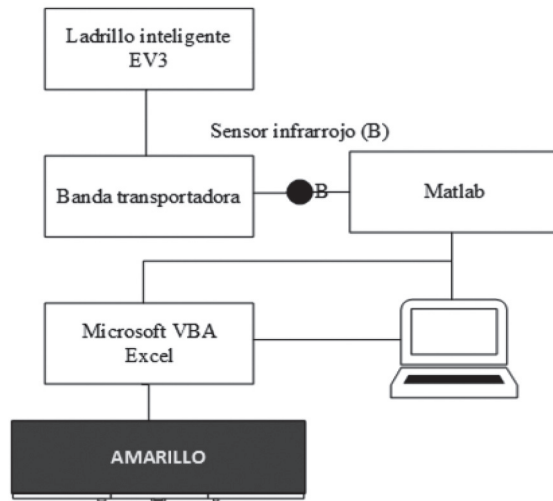 Ladrillo inteligente
EV3
Sensor infrarrojo (B)
Banda transportadora
B
Matlab
Microsoft VBA
Excel
AMARILLO